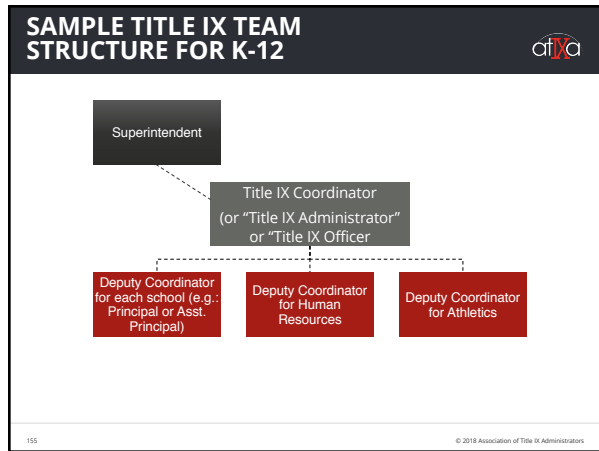 SAMPLE TITLE IX TEAM
STRUCTURE FOR K-12
atIXa
Superintendent
Title IX Coordinator
(or “Title IX Administrator”
or “Title IX Officer
Deputy Coordinator
for each school (e.g.:
Principal or Asst.
Principal)
Deputy Coordinator
for Human
Resources
Deputy Coordinator
for Athletics
155
© 2018 Association of Title IX Administrators